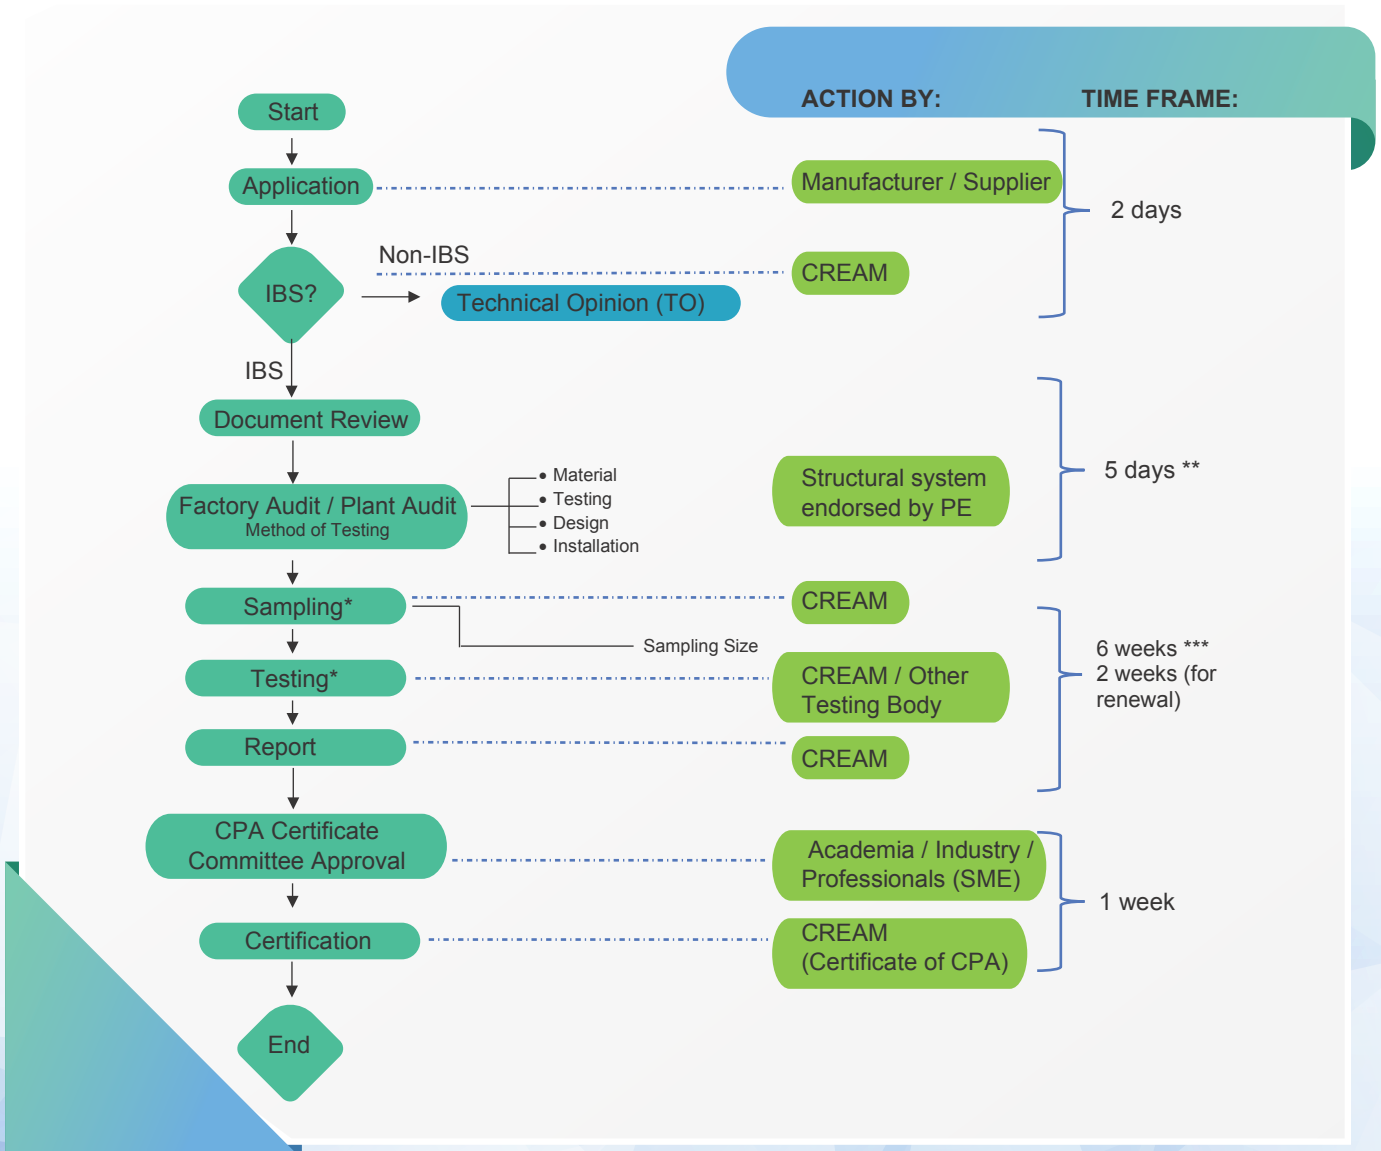 ACTION BY:
TIME FRAME:
Start
Application
Manufacturer / Supplier
2 days
Non-IBS
CREAM
IBS?
Technical Opinion (TO)
IBS
Document Review
Factory Audit / Plant Audit
Method of Testing
• Material
• Testing
• Design
• Installation
Structural system
endorsed by PE
5 days **
Sampling*
CREAM
Sampling Size
Testing*
CREAM / Other
Testing Body
6 weeks ***
2 weeks (for
renewal)
Report
CREAM
CPA Certificate
Committee Approval
Academia / Industry /
Professionals (SME)
1 week
Certification
CREAM
(Certificate of CPA)
End